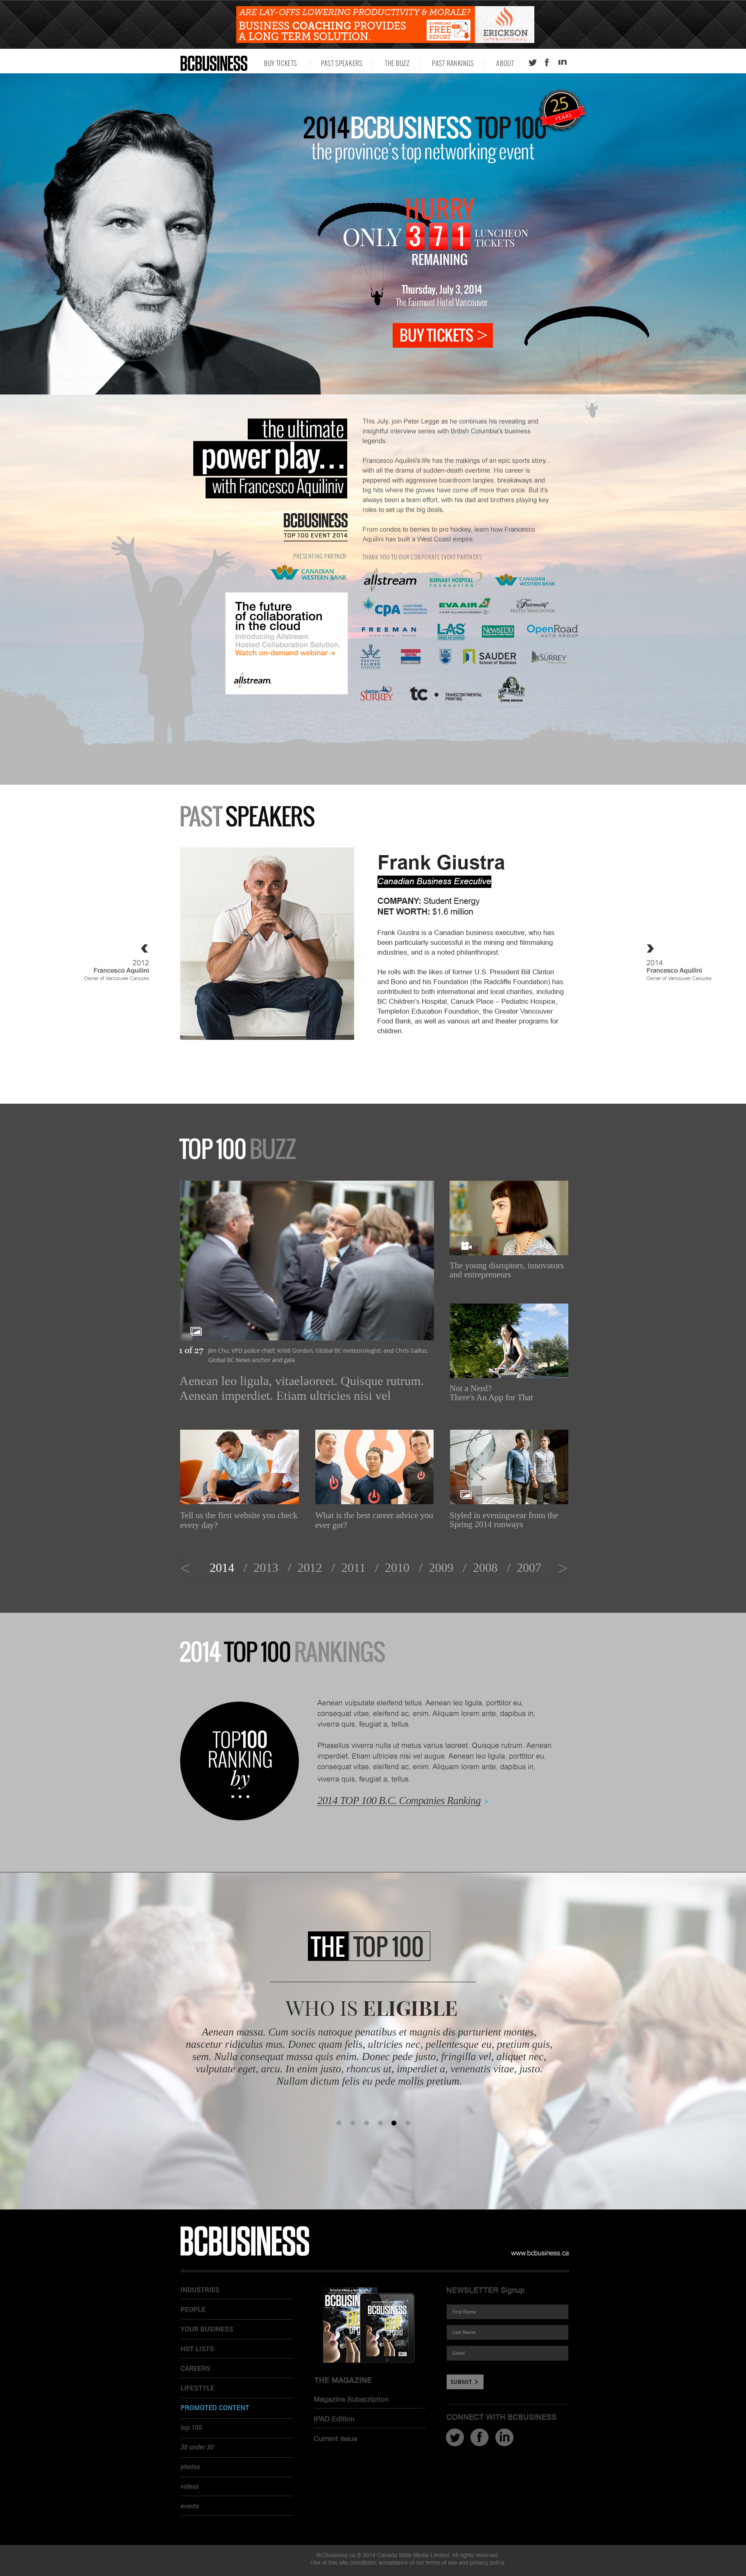 ARE LAY-OFFS LOWERING PRODUCTIVITY & MORALE?
BUSINESS COACHING PROVIDES
A LONG TERM SOLUTION.
FREE
REPORT
ERICKSON
INTERNATIONAL
BCBUSINESS
BUY TICKETS
PAST SPEAKERS
THE BUZZ
PAST RANKINGS
ABOUT
25
YEARS
2014 BCBUSINESS TOP 100
the province's top networking event
HURRY
ONLY 371 LUNCHEON
TICKETS
REMAINING
Thursday, July 3, 2014
The Fairmont Hotel Vancouver
BUY TICKETS >
the ultimate
power play...
with Francesco Aquiliniv
BCBUSINESS
TOP 100 EVENT 2014
PRESENTING PARTNER:
CANADIAN
WESTERN BANK
The future
of collaboration
in the cloud
Introducing Allstream
Hosted Collaboration Solution.
Watch on-demand webinar →
allstream.
This July, join Peter Legge as he continues his revealing and
insightful interview series with British Columbia's business
legends.
Francesco Aquilini's life has the makings of an epic sports story...
with all the drama of sudden-death overtime. His career is
peppered with aggressive boardroom tangles, breakaways and
big hits where the gloves have come off more than once. But it's
always been a team effort, with his dad and brothers playing key
roles to set up the big deals.
From condos to berries to pro hockey, learn how Francesco
Aquilini has built a West Coast empire.
THANK YOU TO OUR CORPORATE EVENT PARTNERS
allstream
BURNABY HOSPITAL
FOUNDATION
CANADIAN
WESTERN BANK
CPA CHARTERED
PROFESSIONAL
ACCOUNTANTS
EVA AIR
A STAR ALLIANCE MEMBER
Fairmont
HOTEL VANCOUVER
FREEMAN
LAS
News1130
OpenRoad
AUTO GROUP
PACIFIC
SALMON
FOUNDATION
UBC
SAUDER
School of Business
SURREY
SURREY
tc • TRANSCONTINENTAL
PRINTING
VAN HOUTTE
COFFEE SERVICES
PAST SPEAKERS
Frank Giustra
Canadian Business Executive
COMPANY: Student Energy
NET WORTH: $1.6 million
Frank Giustra is a Canadian business executive, who has
been particularly successful in the mining and filmmaking
industries, and is a noted philanthropist.
He rolls with the likes of former U.S. President Bill Clinton
and Bono and his Foundation (the Radcliffe Foundation) has
contributed to both international and local charities, including
BC Children's Hospital, Canuck Place – Pediatric Hospice,
Templeton Education Foundation, the Greater Vancouver
Food Bank, as well as various art and theater programs for
children.
2012
Francesco Aquilini
Owner of Vancouver Canucks
2014
Francesco Aquilini
Owner of Vancouver Canucks
TOP 100 BUZZ
1 of 27 Jim Chu, VPD police chief; Kristi Gordon, Global BC meteorologist; and Chris Gailus,
Global BC News anchor and gala
Aenean leo ligula, vitaelaoreet. Quisque rutrum.
Aenean imperdiet. Etiam ultricies nisi vel
The young disruptors, innovators
and entrepreneurs
Not a Nerd?
There's An App for That
Tell us the first website you check
every day?
What is the best career advice you
ever got?
Styled in eveningwear from the
Spring 2014 runways
< 2014 / 2013 / 2012 / 2011 / 2010 / 2009 / 2008 / 2007 >
2014 TOP 100 RANKINGS
TOP100
RANKING
by
...
Aenean vulputate eleifend tellus. Aenean leo ligula, porttitor eu,
consequat vitae, eleifend ac, enim. Aliquam lorem ante, dapibus in,
viverra quis, feugiat a, tellus.
Phasellus viverra nulla ut metus varius laoreet. Quisque rutrum. Aenean
imperdiet. Etiam ultricies nisi vel augue. Aenean leo ligula, porttitor eu,
consequat vitae, eleifend ac, enim. Aliquam lorem ante, dapibus in,
viverra quis, feugiat a, tellus.
2014 TOP 100 B.C. Companies Ranking >
THE TOP 100
WHO IS ELIGIBLE
Aenean massa. Cum sociis natoque penatibus et magnis dis parturient montes,
nascetur ridiculus mus. Donec quam felis, ultricies nec, pellentesque eu, pretium quis,
sem. Nulla consequat massa quis enim. Donec pede justo, fringilla vel, aliquet nec,
vulputate eget, arcu. In enim justo, rhoncus ut, imperdiet a, venenatis vitae, justo.
Nullam dictum felis eu pede mollis pretium.
BCBUSINESS
www.bcbusiness.ca
INDUSTRIES
PEOPLE
YOUR BUSINESS
HOT LISTS
CAREERS
LIFESTYLE
PROMOTED CONTENT
top 100
30 under 30
photos
videos
events
BUSINESS
BCBUSINESS
THE MAGAZINE
Magazine Subscription
IPAD Edition
Current Issue
NEWSLETTER Signup
First Name
Last Name
Email
SUBMIT >
CONNECT WITH BCBUSINESS
BCBusiness.ca © 2014 Canada Wide Media Limited. All rights reserved.
Use of this site constitutes acceptance of our terms of use and privacy policy.